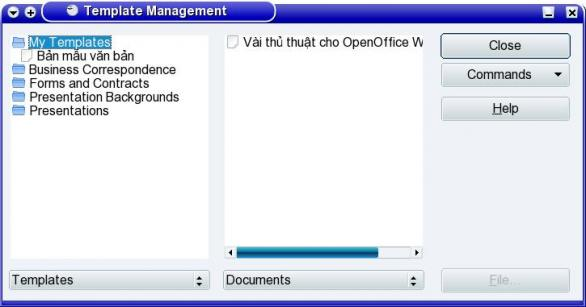 Template Management
My Templates
Bản mẫu văn bản
Business Correspondence
Forms and Contracts
Presentation Backgrounds
Presentations
Vài thủ thuật cho OpenOffice W
Close
Commands
Help
Templates
Documents
File...